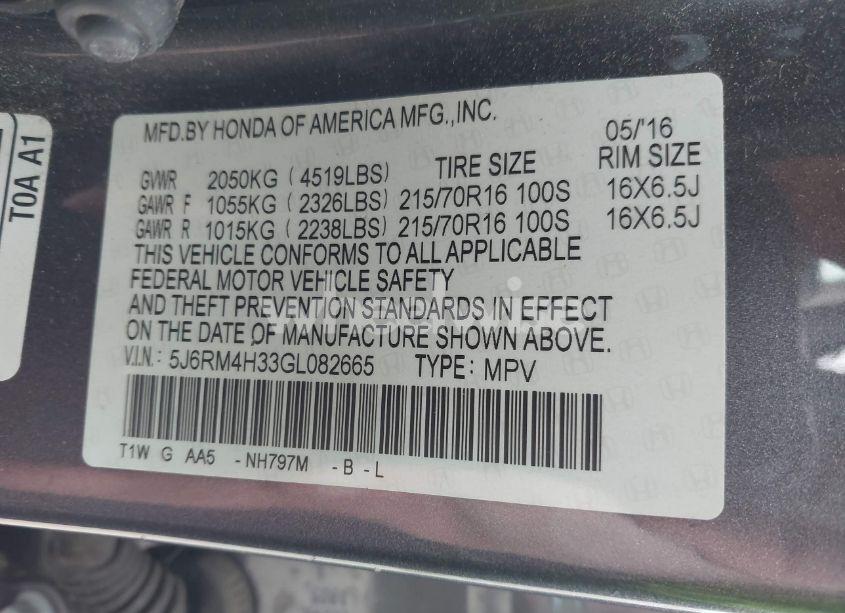 MFD.BY HONDA OF AMERICA MFG.,INC.
05/'16
TIRE SIZE RIM SIZE
GVWR 2050KG (4519LBS)
GAWR F 1055KG (2326LBS) 215/70R16 100S 16X6.5J
GAWR R 1015KG (2238LBS) 215/70R16 100S 16X6.5J
THIS VEHICLE CONFORMS TO ALL APPLICABLE
FEDERAL MOTOR VEHICLE SAFETY
AND THEFT PREVENTION STANDARDS IN EFFECT
ON THE DATE OF MANUFACTURE SHOWN ABOVE.
V.I.N.: 5J6RM4H33GL082665 TYPE: MPV
T1W G AA5 -NH797M -B-L
T0A A1